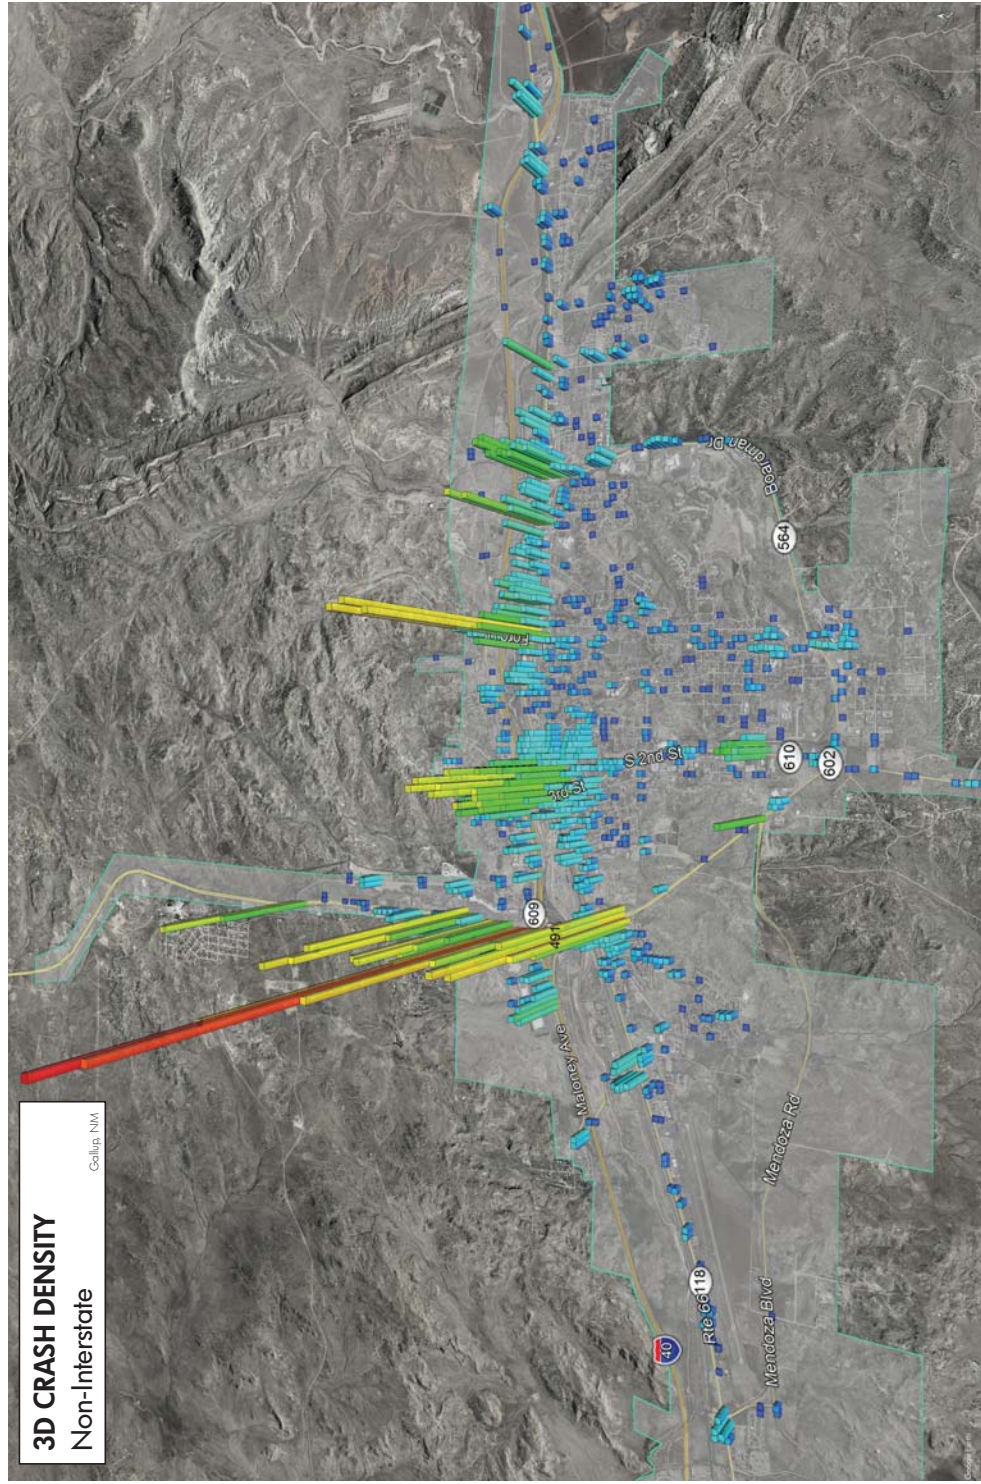 3D CRASH DENSITY
Non-Interstate
Gallup, NM
Maloney Ave
609
491
3rd St
S 2nd St
610
602
564
Boardman Dr
40
Rte 66
118
Mendoza Blvd
Mendoza Rd